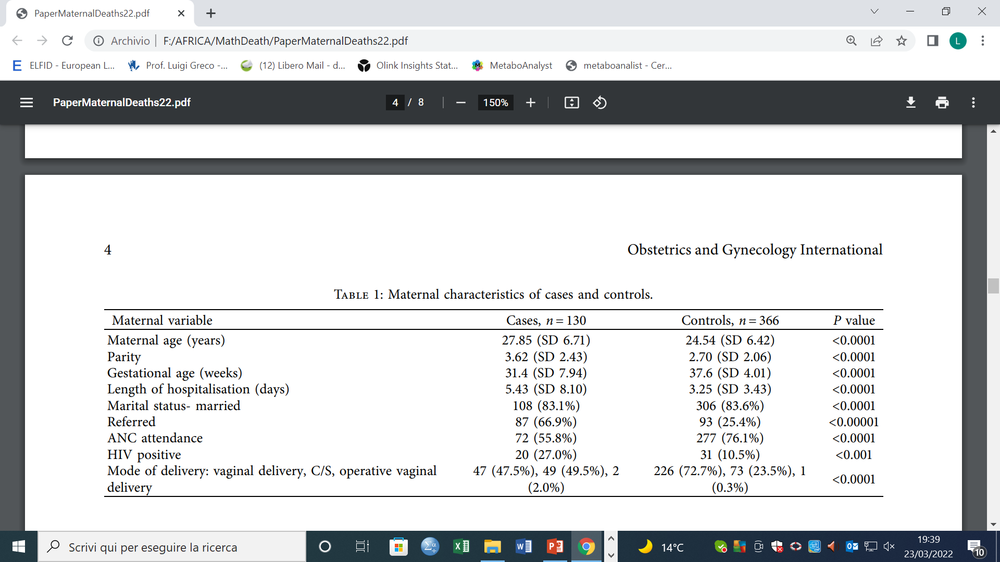 PaperMaternalDeaths22.pdf
Archivio
F:/AFRICA/MathDeath/PaperMaternalDeaths22.pdf
L
ELFID - European L...
Prof. Luigi Greco -...
(12) Libero Mail - d...
Olink Insights Stat...
MetaboAnalyst
metaboanalist - Cer...
PaperMaternalDeaths22.pdf
4 / 8
150%
4
Obstetrics and Gynecology International
Table 1: Maternal characteristics of cases and controls.
Maternal variable Cases, n = 130 Controls, n = 366 P value
Maternal age (years) 27.85 (SD 6.71) 24.54 (SD 6.42) <0.0001
Parity 3.62 (SD 2.43) 2.70 (SD 2.06) <0.0001
Gestational age (weeks) 31.4 (SD 7.94) 37.6 (SD 4.01) <0.0001
Length of hospitalisation (days) 5.43 (SD 8.10) 3.25 (SD 3.43) <0.0001
Marital status- married 108 (83.1%) 306 (83.6%) <0.0001
Referred 87 (66.9%) 93 (25.4%) <0.00001
ANC attendance 72 (55.8%) 277 (76.1%) <0.0001
HIV positive 20 (27.0%) 31 (10.5%) <0.001
Mode of delivery: vaginal delivery, C/S, operative vaginal 47 (47.5%), 49 (49.5%), 2 226 (72.7%), 73 (23.5%), 1 <0.0001
delivery (2.0%) (0.3%)
Scrivi qui per eseguire la ricerca
14°C
19:39
23/03/2022
10